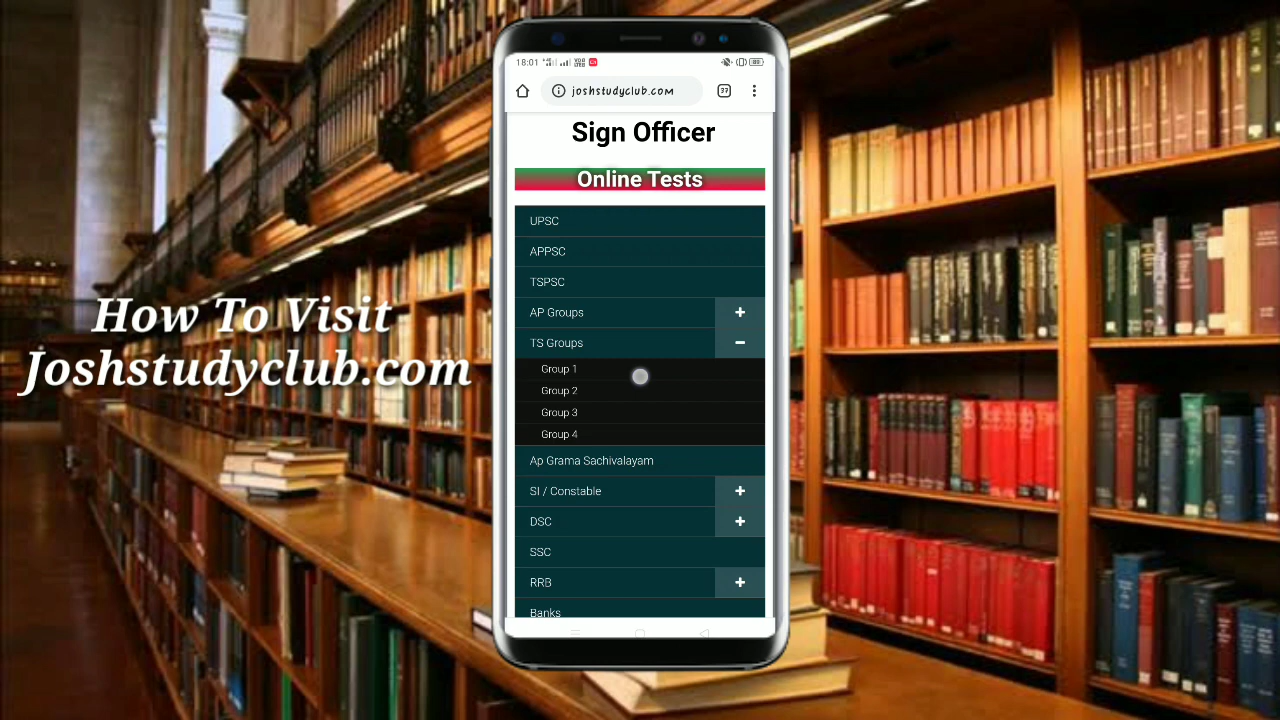 How To Visit
Joshstudyclub.com
18:01
joshstudyclub.com
37
Sign Officer
Online Tests
UPSC
APPSC
TSPSC
AP Groups +
TS Groups −
Group 1
Group 2
Group 3
Group 4
Ap Grama Sachivalayam
SI / Constable +
DSC +
SSC
RRB +
Banks